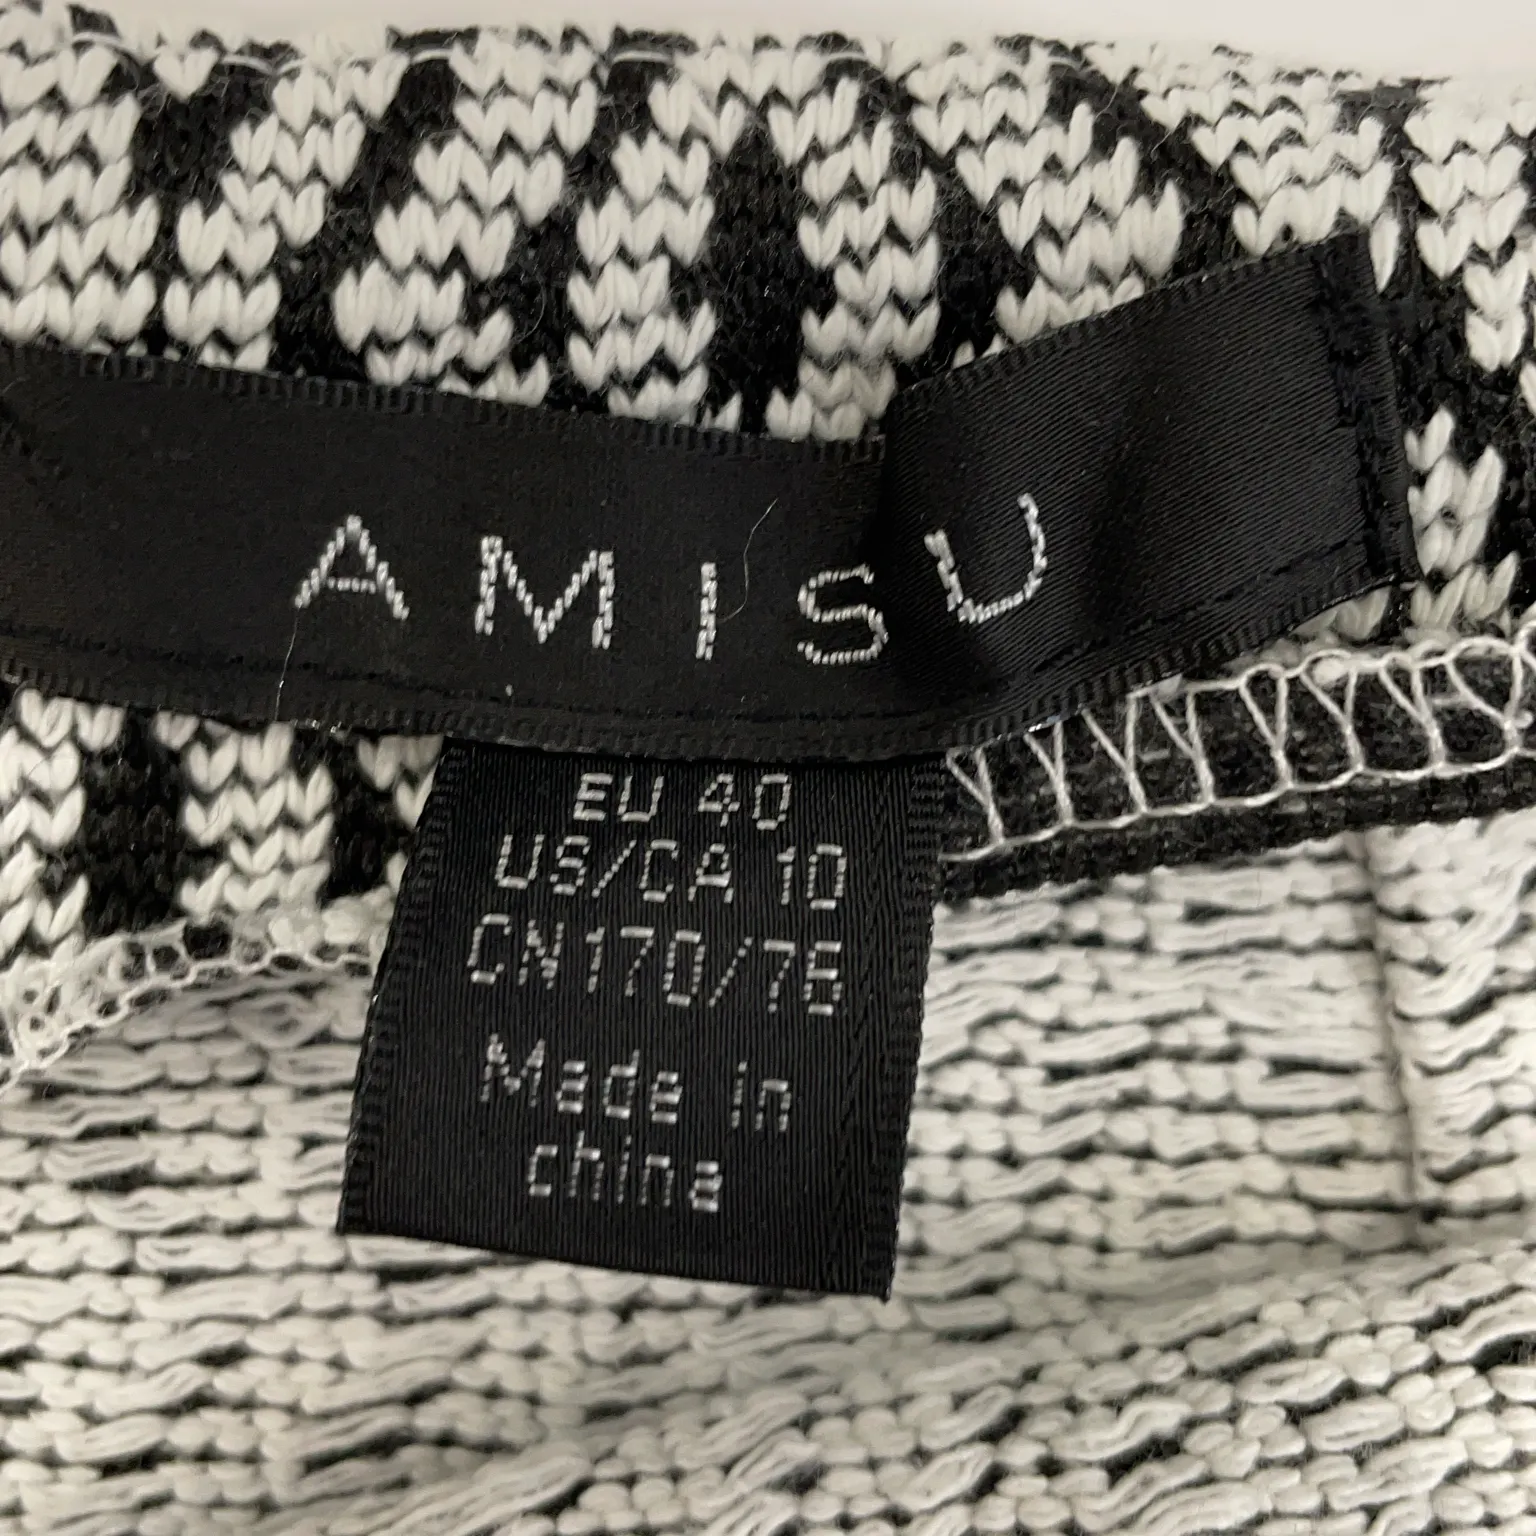 AMISU
EU 40
US/CA 10
CN170/76
Made in
china